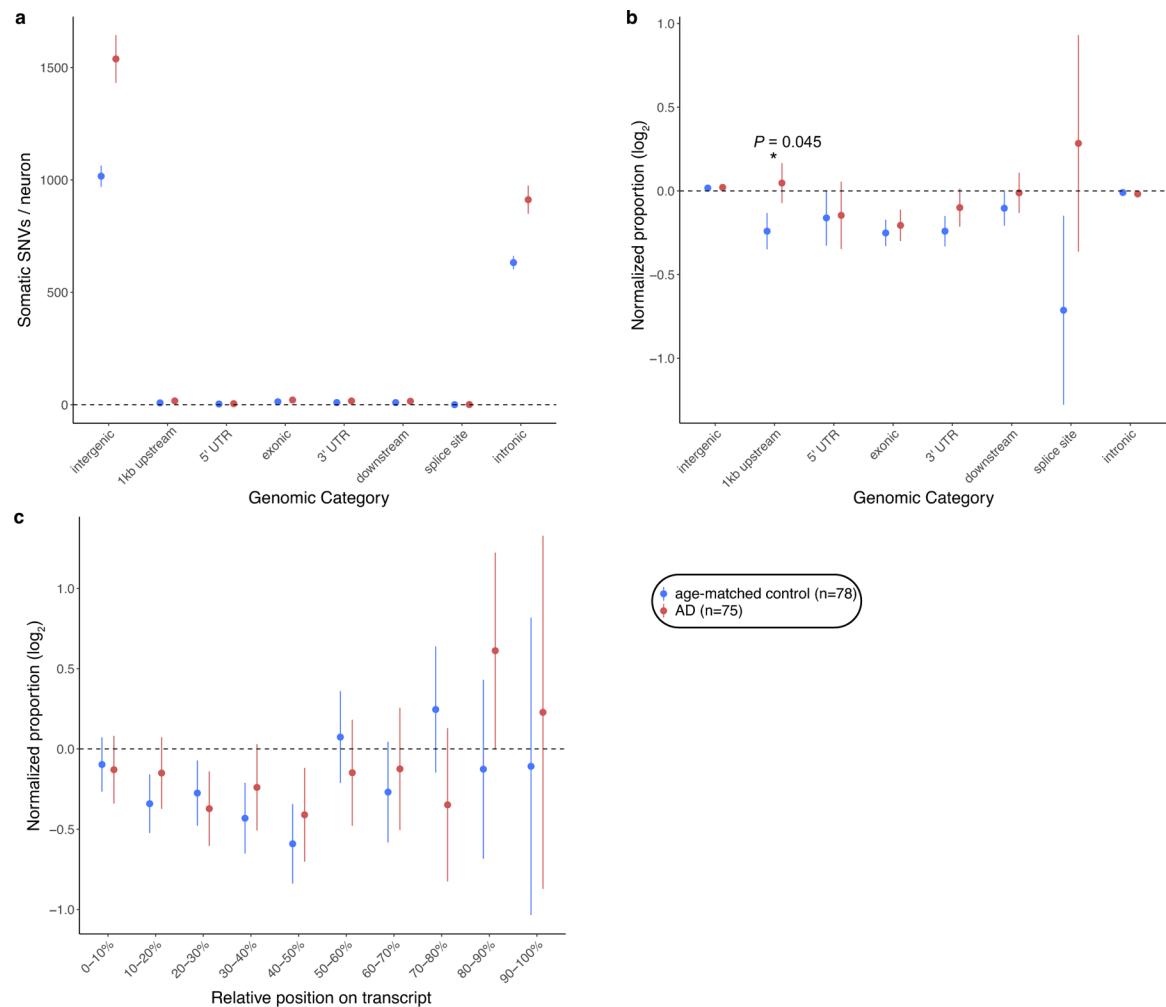 a
Somatic SNVs / neuron
1500
1000
500
0
intergenic
1kb upstream
5' UTR
exonic
3' UTR
downstream
splice site
intronic
Genomic Category
b
Normalized proportion (log2)
1.0
0.5
0.0
−0.5
−1.0
P = 0.045
*
intergenic
1kb upstream
5' UTR
exonic
3' UTR
downstream
splice site
intronic
Genomic Category
c
Normalized proportion (log2)
1.0
0.5
0.0
−0.5
−1.0
0−10%
10−20%
20−30%
30−40%
40−50%
50−60%
60−70%
70−80%
80−90%
90−100%
Relative position on transcript
age-matched control (n=78)
AD (n=75)